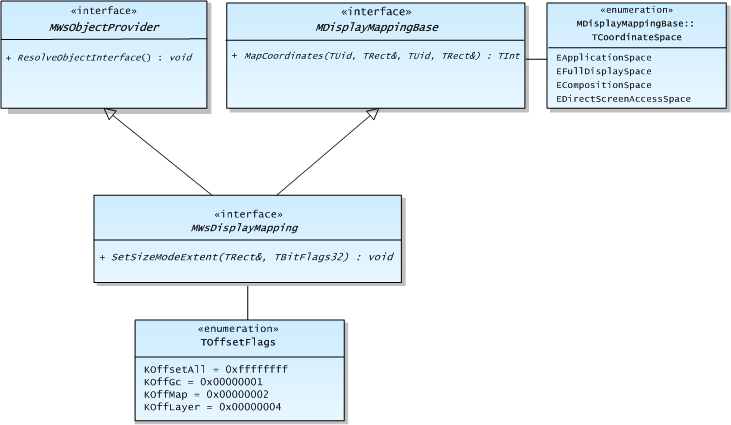 «interface»
MWsObjectProvider
+ ResolveObjectInterface() : void
«interface»
MDisplayMappingBase
+ MapCoordinates(TUid, TRect&, TUid, TRect&) : TInt
«enumeration»
MDisplayMappingBase::
TCoordinateSpace
EApplicationSpace
EFullDisplaySpace
ECompositionSpace
EDirectScreenAccessSpace
«interface»
MWsDisplayMapping
+ SetSizeModeExtent(TRect&, TBitFlags32) : void
«enumeration»
TOffsetFlags
KOffsetAll = 0xffffffff
KOffGc = 0x00000001
KOffMap = 0x00000002
KOffLayer = 0x00000004